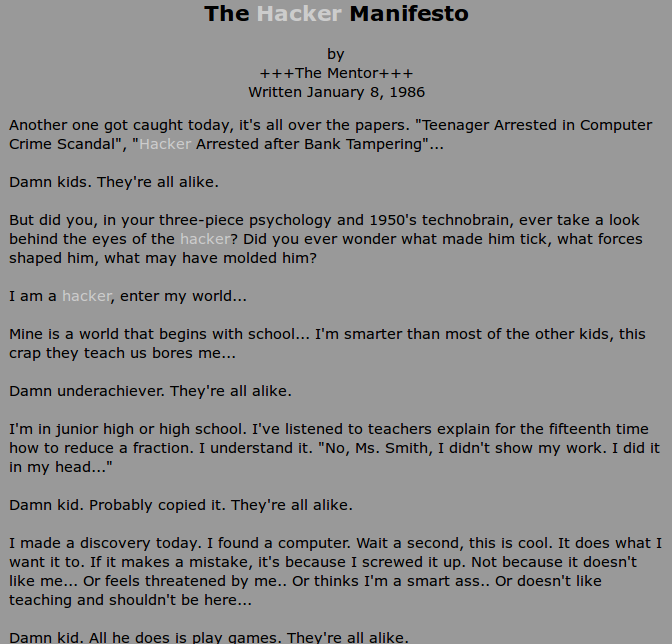 The Hacker Manifesto
by
+++The Mentor+++
Written January 8, 1986
Another one got caught today, it's all over the papers. "Teenager Arrested in Computer
Crime Scandal", "Hacker Arrested after Bank Tampering"...
Damn kids. They're all alike.
But did you, in your three-piece psychology and 1950's technobrain, ever take a look
behind the eyes of the hacker? Did you ever wonder what made him tick, what forces
shaped him, what may have molded him?
I am a hacker, enter my world...
Mine is a world that begins with school... I'm smarter than most of the other kids, this
crap they teach us bores me...
Damn underachiever. They're all alike.
I'm in junior high or high school. I've listened to teachers explain for the fifteenth time
how to reduce a fraction. I understand it. "No, Ms. Smith, I didn't show my work. I did it
in my head..."
Damn kid. Probably copied it. They're all alike.
I made a discovery today. I found a computer. Wait a second, this is cool. It does what I
want it to. If it makes a mistake, it's because I screwed it up. Not because it doesn't
like me... Or feels threatened by me.. Or thinks I'm a smart ass.. Or doesn't like
teaching and shouldn't be here...
Damn kid. All he does is play games. They're all alike.